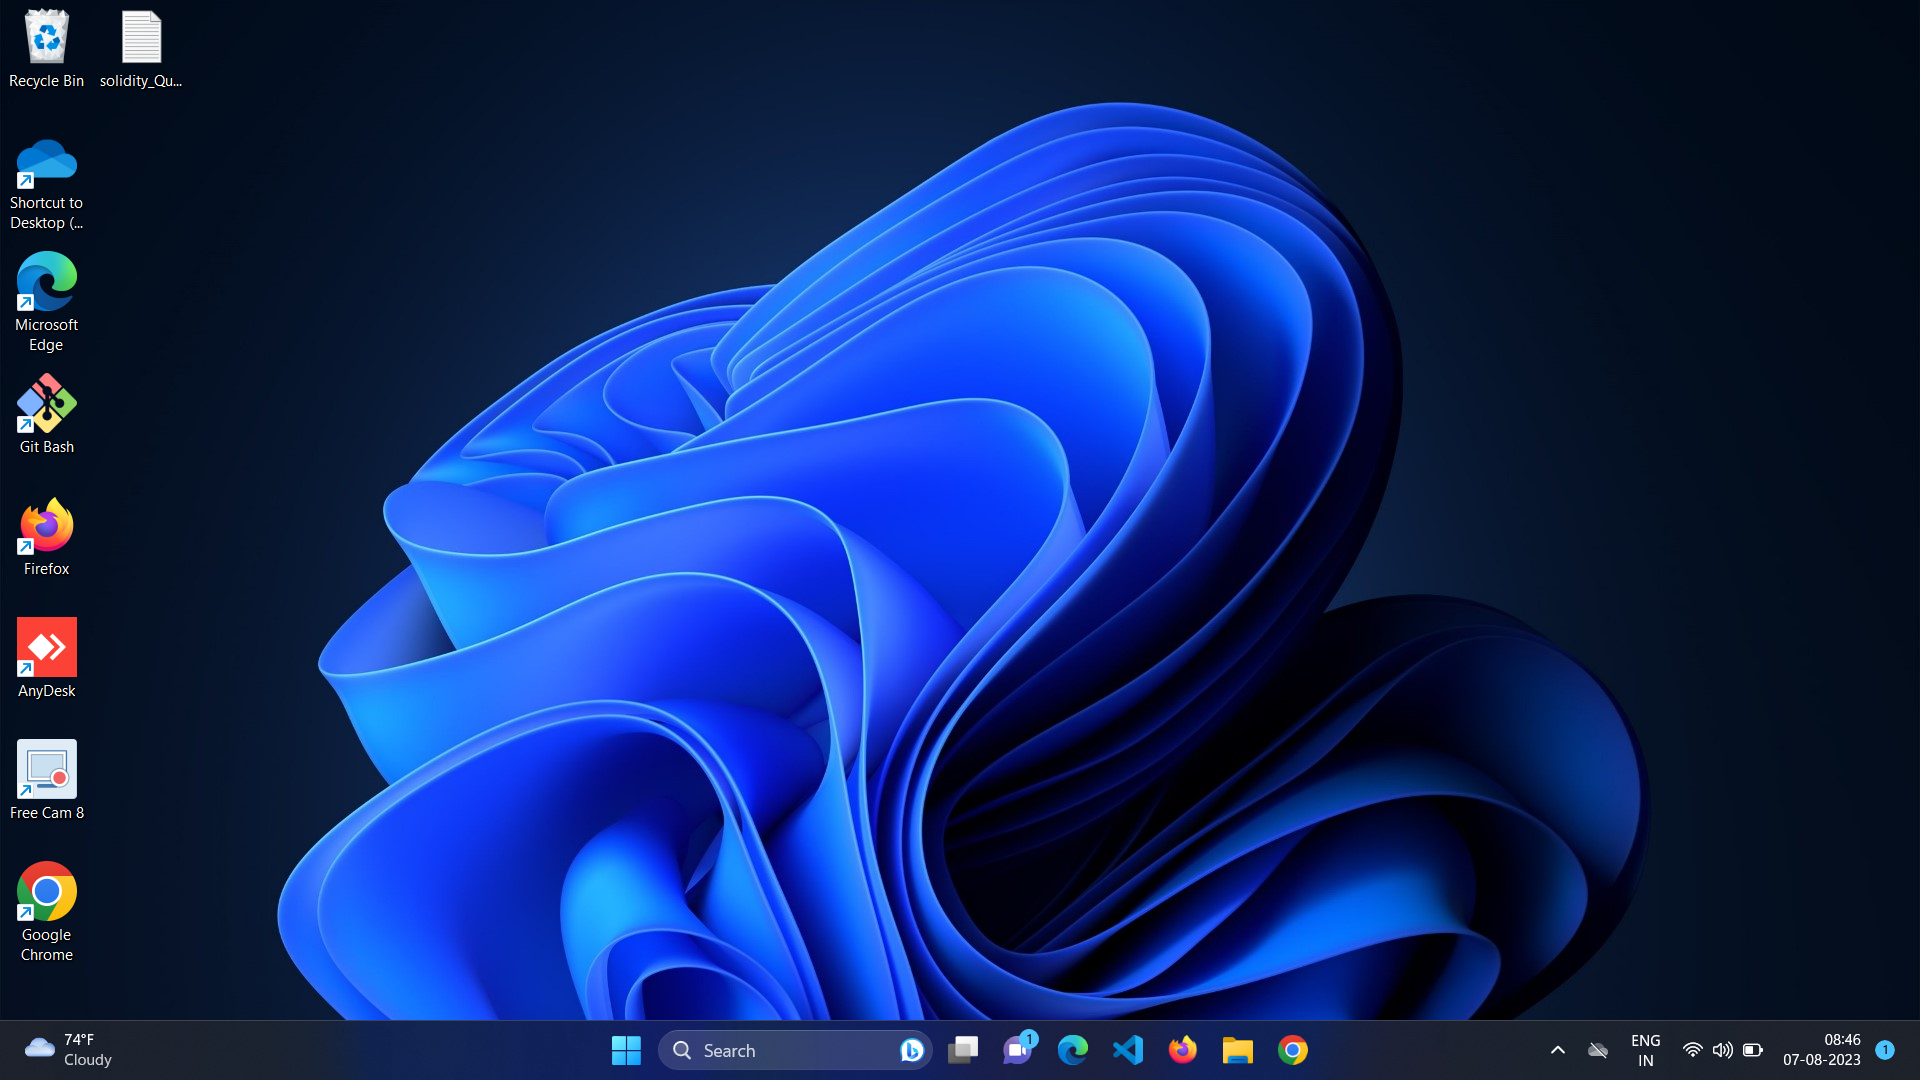 Recycle Bin
solidity_Qu...
Shortcut to
Desktop (...
Microsoft
Edge
Git Bash
Firefox
AnyDesk
Free Cam 8
Google
Chrome
74°F
Cloudy
Search
1
ENG
IN
08:46
07-08-2023
1